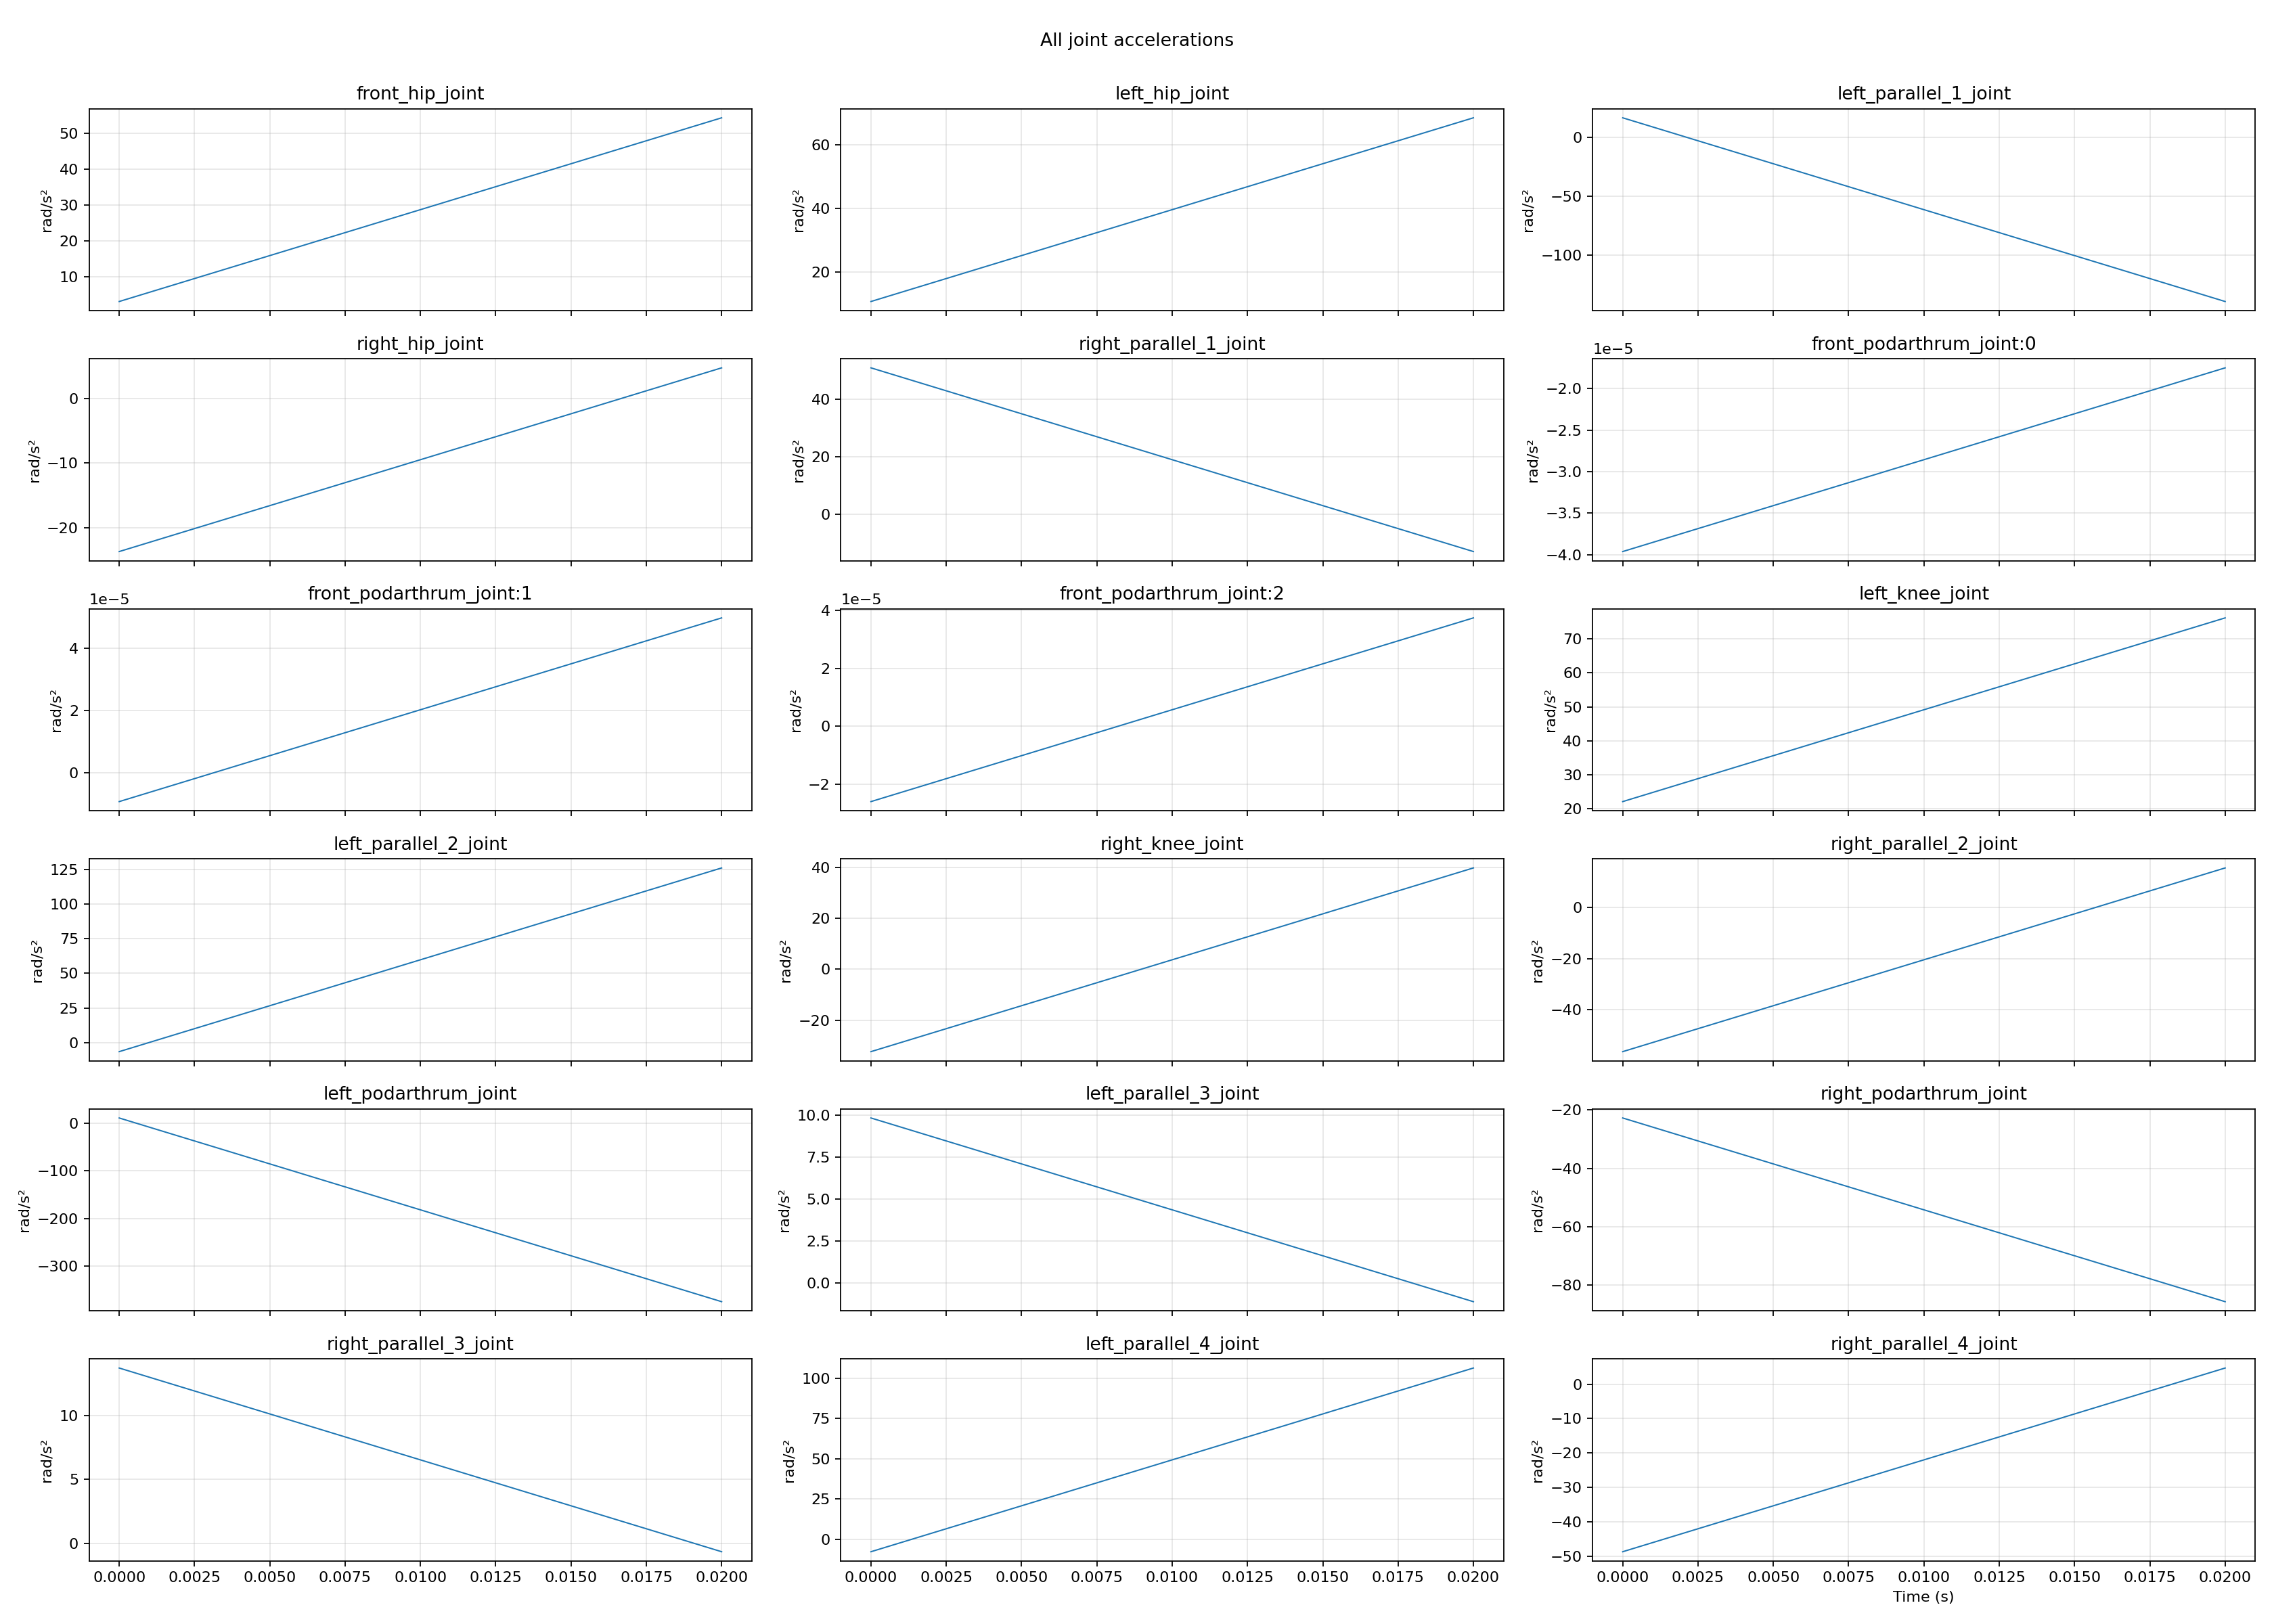 All joint accelerations
front_hip_joint left_hip_joint left_parallel_1_joint
50 60 0
40 40 −50
30 20 −100
20
10
rad/s² rad/s² rad/s²
right_hip_joint right_parallel_1_joint front_podarthrum_joint:0
1e−5
0 40 −2.0
−10 20 −2.5
−20 0 −3.0
−3.5
−4.0
rad/s² rad/s² rad/s²
front_podarthrum_joint:1 front_podarthrum_joint:2 left_knee_joint
1e−5 1e−5
4 4 70
2 2 60
0 0 50
−2 40
30
20
rad/s² rad/s² rad/s²
left_parallel_2_joint right_knee_joint right_parallel_2_joint
125 40 0
100 20 −20
75 0 −40
50 −20
25
0
rad/s² rad/s² rad/s²
left_podarthrum_joint left_parallel_3_joint right_podarthrum_joint
0 10.0 −20
−100 7.5 −40
−200 5.0 −60
−300 2.5 −80
0.0
rad/s² rad/s² rad/s²
right_parallel_3_joint left_parallel_4_joint right_parallel_4_joint
10 100 0
5 75 −10
0 50 −20
25 −30
0 −40
−50
rad/s² rad/s² rad/s²
0.0000 0.0025 0.0050 0.0075 0.0100 0.0125 0.0150 0.0175 0.0200 0.0000 0.0025 0.0050 0.0075 0.0100 0.0125 0.0150 0.0175 0.0200 0.0000 0.0025 0.0050 0.0075 0.0100 0.0125 0.0150 0.0175 0.0200
Time (s)